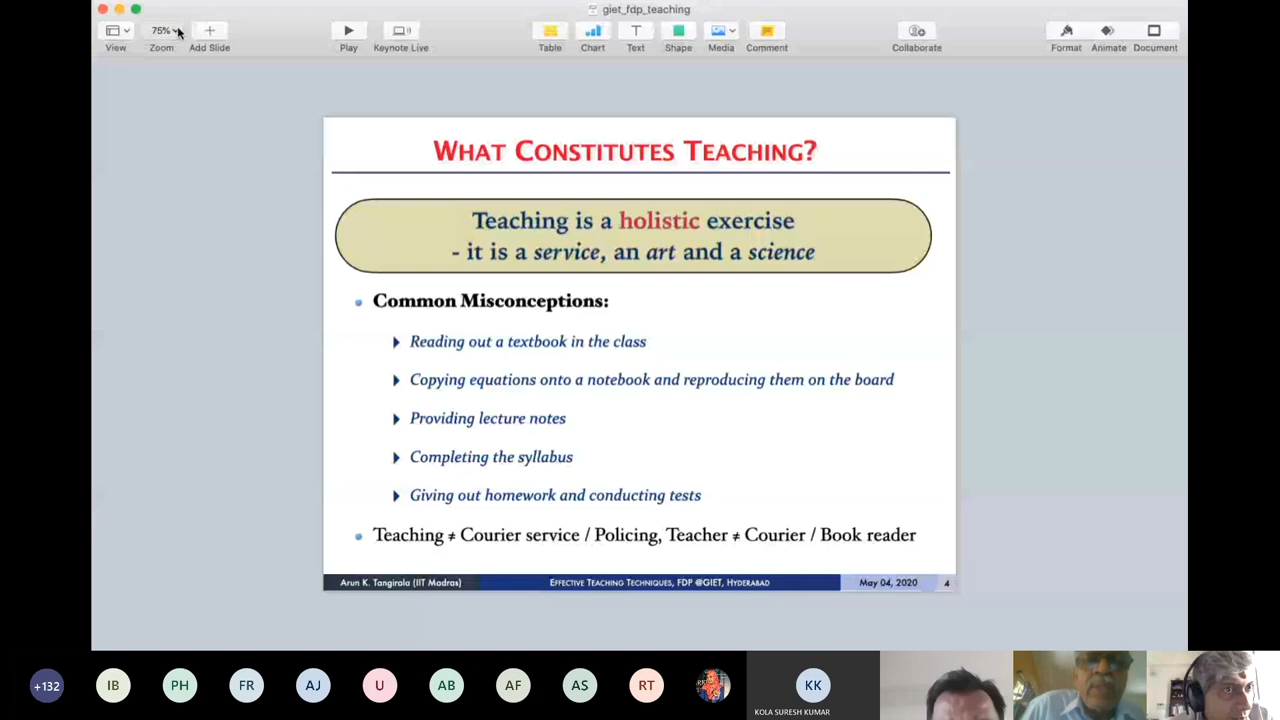 giet_fdp_teaching
75%
View
Zoom
Add Slide
Play
Keynote Live
Table
Chart
Text
Shape
Media
Comment
Collaborate
Format
Animate
Document
WHAT CONSTITUTES TEACHING?
Teaching is a holistic exercise
- it is a service, an art and a science
Common Misconceptions:
Reading out a textbook in the class
Copying equations onto a notebook and reproducing them on the board
Providing lecture notes
Completing the syllabus
Giving out homework and conducting tests
Teaching ≠ Courier service / Policing, Teacher ≠ Courier / Book reader
Arun K. Tangirala (IIT Madras)
EFFECTIVE TEACHING TECHNIQUES, FDP @GIET, HYDERABAD
May 04, 2020
4
+132
IB
PH
FR
AJ
U
AB
AF
AS
RT
KK
KOLA SURESH KUMAR